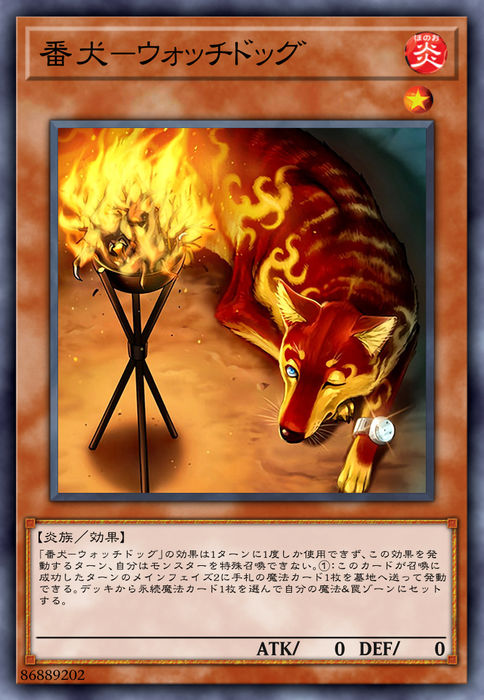 番犬－ウォッチドッグ
ほのお
炎
【炎族／効果】
「番犬－ウォッチドッグ」の効果は1ターンに1度しか使用できず、この効果を発
動するターン、自分はモンスターを特殊召喚できない。①：このカードが召喚に
成功したターンのメインフェイズ2に手札の魔法カード1枚を墓地へ送って発動
できる。デッキから永続魔法カード1枚を選んで自分の魔法&罠ゾーンにセット
する。
ATK/ 0 DEF/ 0
86889202